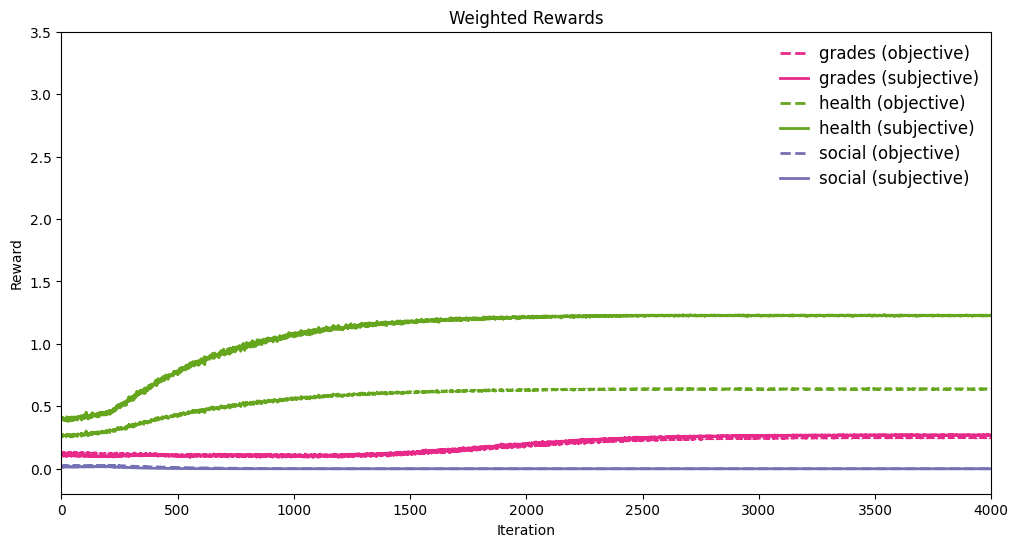 Weighted Rewards
3.5
3.0
2.5
2.0
1.5
1.0
0.5
0.0
Reward
grades (objective)
grades (subjective)
health (objective)
health (subjective)
social (objective)
social (subjective)
0 500 1000 1500 2000 2500 3000 3500 4000
Iteration